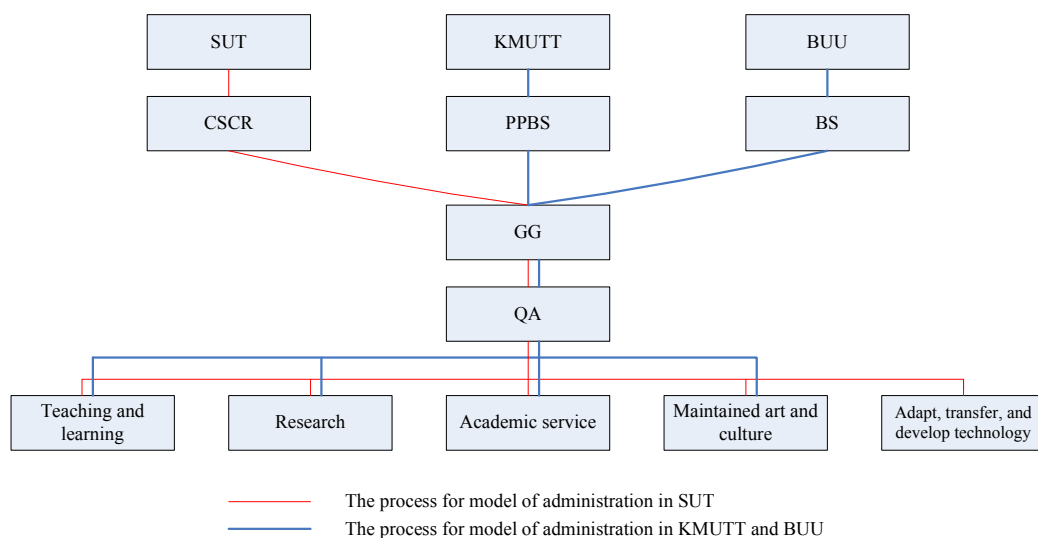 SUT
KMUTT
BUU
CSCR
PPBS
BS
GG
QA
Teaching and
learning
Research
Academic service
Maintained art and
culture
Adapt, transfer, and
develop technology
The process for model of administration in SUT
The process for model of administration in KMUTT and BUU